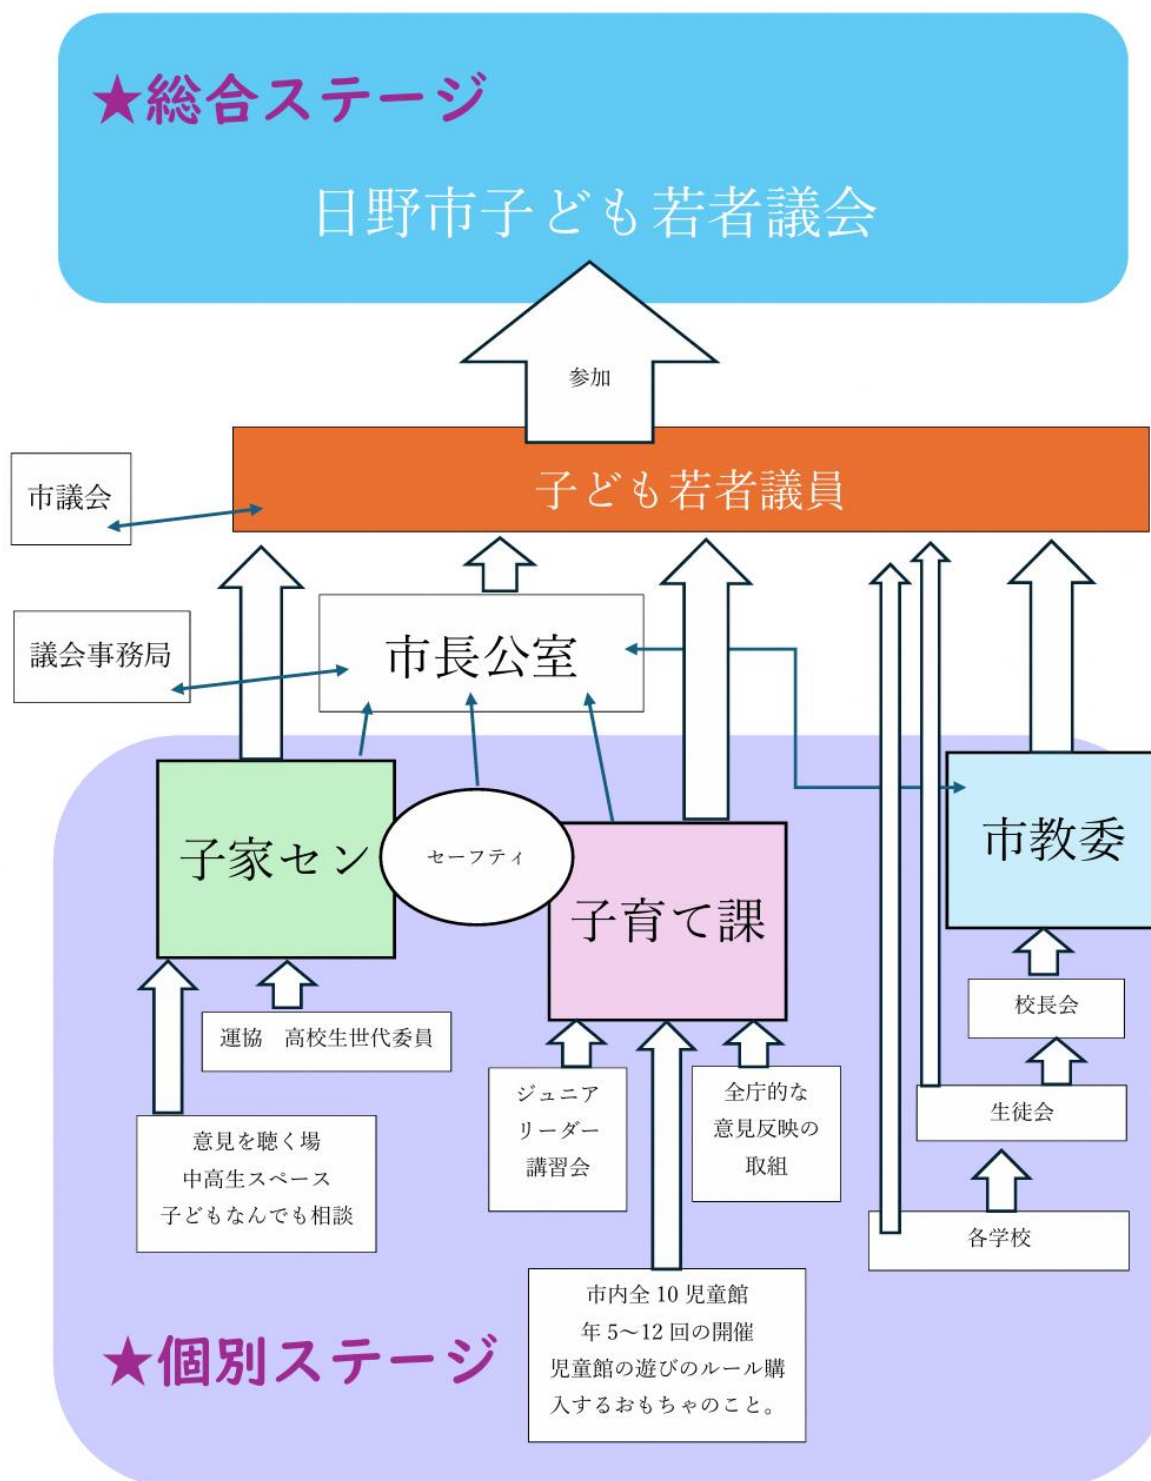 ★総合ステージ
日野市子ども若者議会
参加
子ども若者議員
市議会
議会事務局
市長公室
子家セン
セーフティ
子育て課
市教委
校長会
運協　高校生世代委員
生徒会
意見を聴く場
中高生スペース
子どもなんでも相談
ジュニア
リーダー
講習会
全庁的な
意見反映の
取組
各学校
市内全 10 児童館
年 5～12 回の開催
児童館の遊びのルール購
入するおもちゃのこと。
★個別ステージ